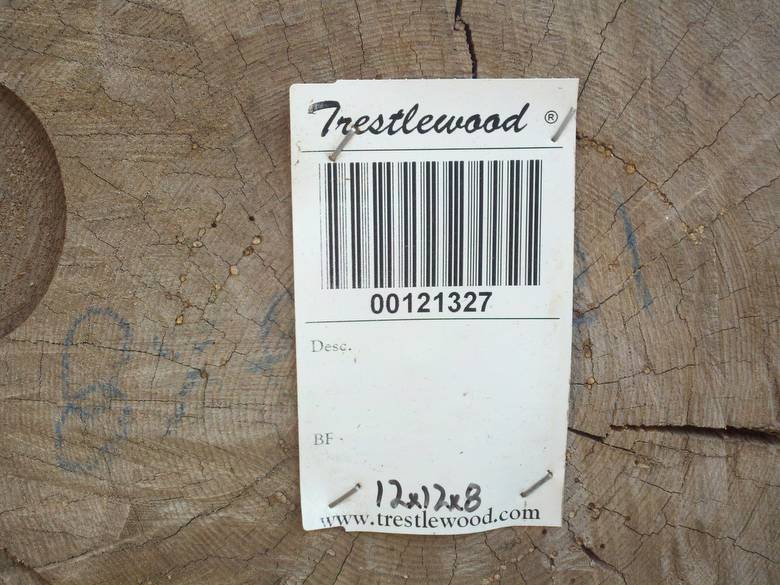 Trestlewood ®
00121327
Desc.
BF -
12x12x8
www.trestlewood.com